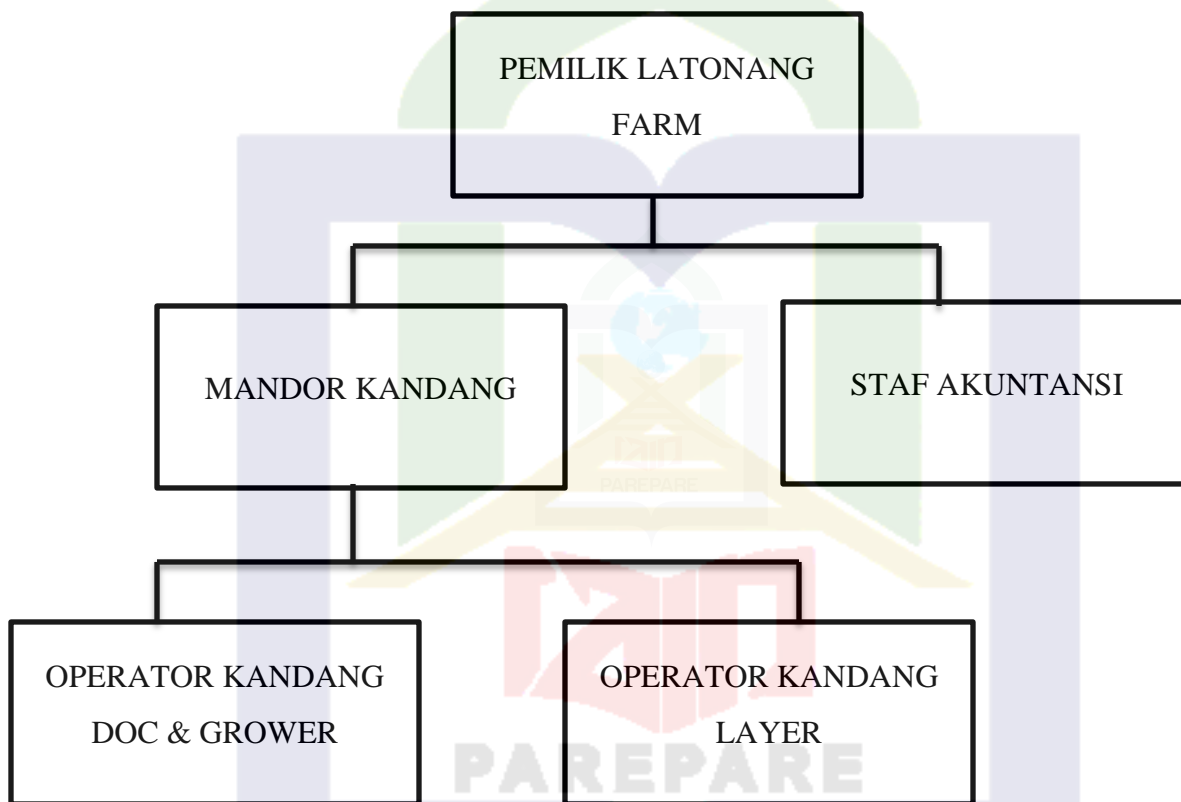 PEMILIK LATONANG
FARM
MANDOR KANDANG
STAF AKUNTANSI
PAREPARE
OPERATOR KANDANG
DOC & GROWER
OPERATOR KANDANG
LAYER
PAREPARE